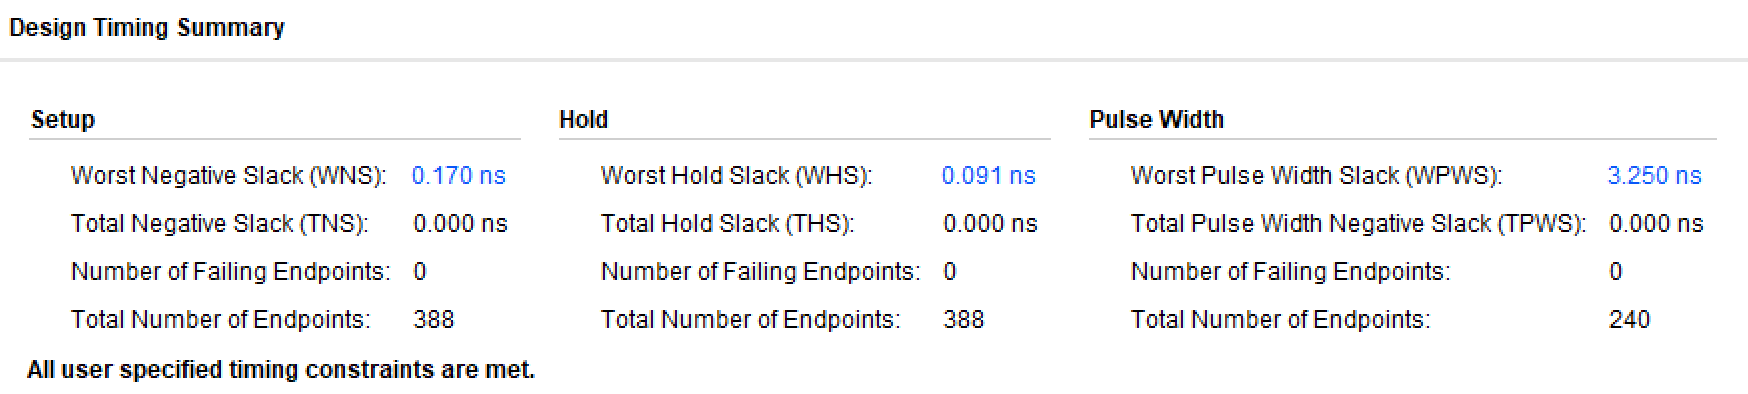 Design Timing Summary
Setup
Hold
Pulse Width
Worst Negative Slack (WNS): 0.170 ns
Worst Hold Slack (WHS): 0.091 ns
Worst Pulse Width Slack (WPWS): 3.250 ns
Total Negative Slack (TNS): 0.000 ns
Total Hold Slack (THS): 0.000 ns
Total Pulse Width Negative Slack (TPWS): 0.000 ns
Number of Failing Endpoints: 0
Number of Failing Endpoints: 0
Number of Failing Endpoints: 0
Total Number of Endpoints: 388
Total Number of Endpoints: 388
Total Number of Endpoints: 240
All user specified timing constraints are met.